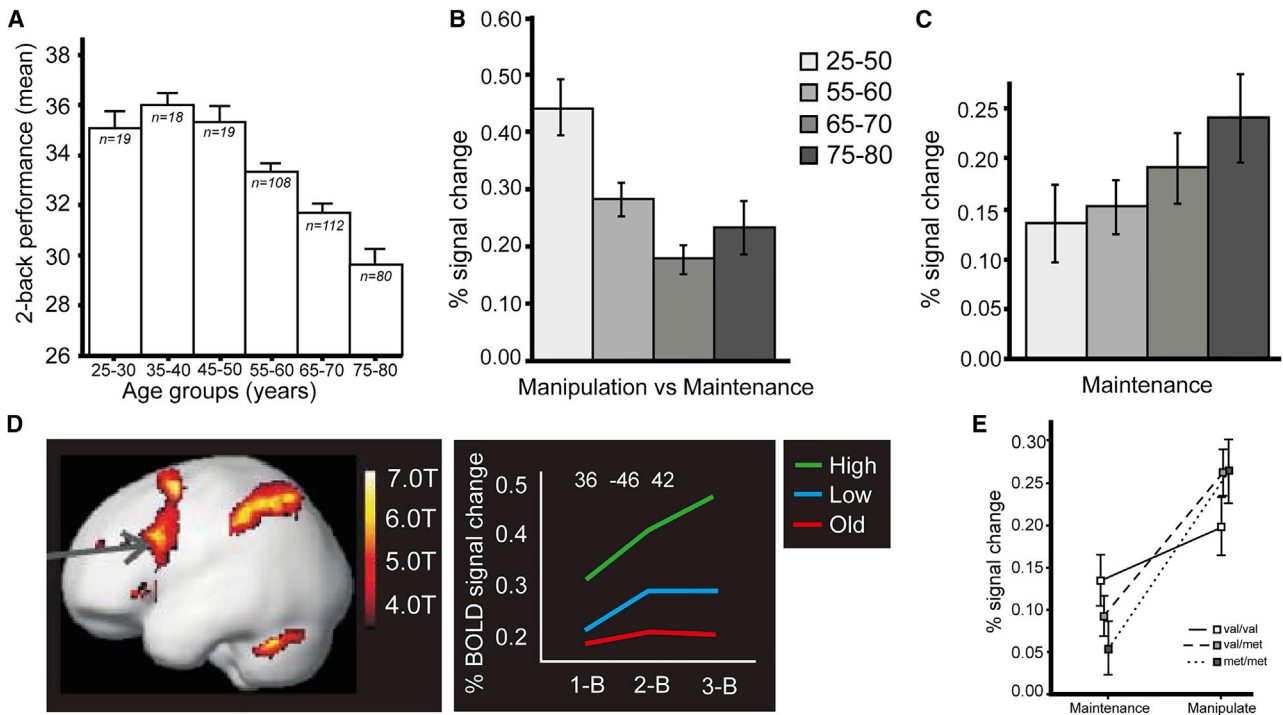 A
2-back performance (mean)
38
36
34
32
30
28
26
n=19
n=18
n=19
n=108
n=112
n=80
25-30
35-40
45-50
55-60
65-70
75-80
Age groups (years)
B
% signal change
0.60
0.50
0.40
0.30
0.20
0.10
0.00
Manipulation vs Maintenance
25-50
55-60
65-70
75-80
C
% signal change
0.25
0.20
0.15
0.10
0.05
0.00
Maintenance
D
7.0T
6.0T
5.0T
4.0T
% BOLD signal change
0.5
0.4
0.3
0.2
36 -46 42
1-B
2-B
3-B
High
Low
Old
E
% signal change
0.30
0.25
0.20
0.15
0.10
0.05
0.00
val/val
val/met
met/met
Maintenance
Manipulate